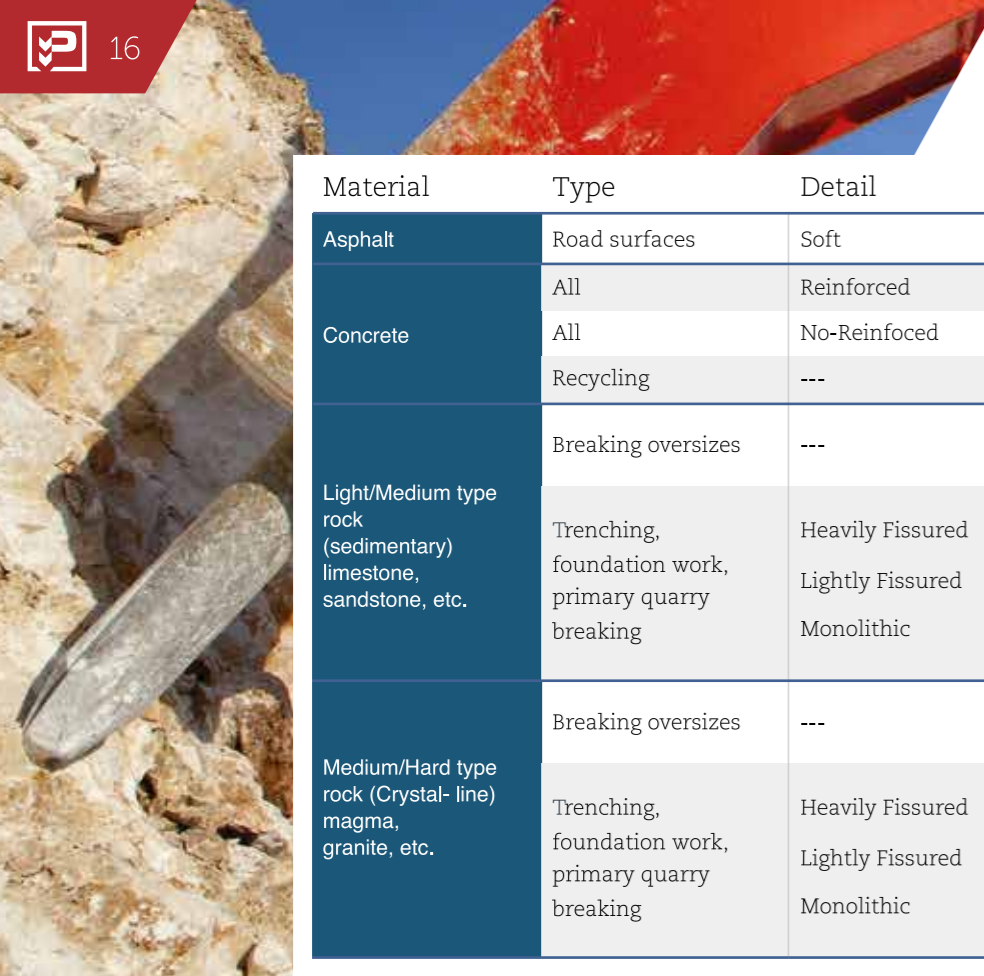 16
Material Type Detail
Asphalt Road surfaces Soft
Concrete
All Reinforced
All No-Reinfoced
Recycling ---
Light/Medium type
rock
(sedimentary)
limestone,
sandstone, etc.
Breaking oversizes ---
Trenching,
foundation work,
primary quarry
breaking
Heavily Fissured
Lightly Fissured
Monolithic
Medium/Hard type
rock (Crystal- line)
magma,
granite, etc.
Breaking oversizes ---
Trenching,
foundation work,
primary quarry
breaking
Heavily Fissured
Lightly Fissured
Monolithic